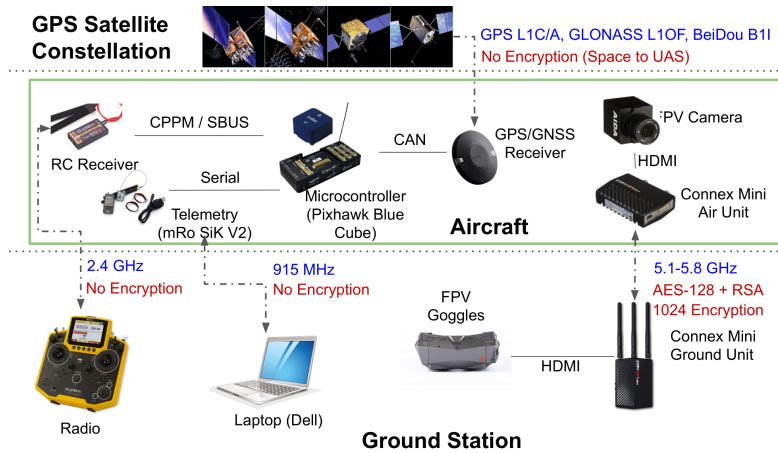 GPS Satellite
Constellation
GPS L1C/A, GLONASS L1OF, BeiDou B1I
No Encryption (Space to UAS)
RC Receiver
CPPM / SBUS
cube
CAN
GPS/GNSS
Receiver
AIDA
FPV Camera
HDMI
Serial
Telemetry
(mRo SiK V2)
Microcontroller
(Pixhawk Blue
Cube)
Aircraft
Connex Mini
Air Unit
2.4 GHz
No Encryption
915 MHz
No Encryption
5.1-5.8 GHz
AES-128 + RSA
1024 Encryption
FPV
Goggles
HDMI
Connex Mini
Ground Unit
Radio
Laptop (Dell)
Ground Station